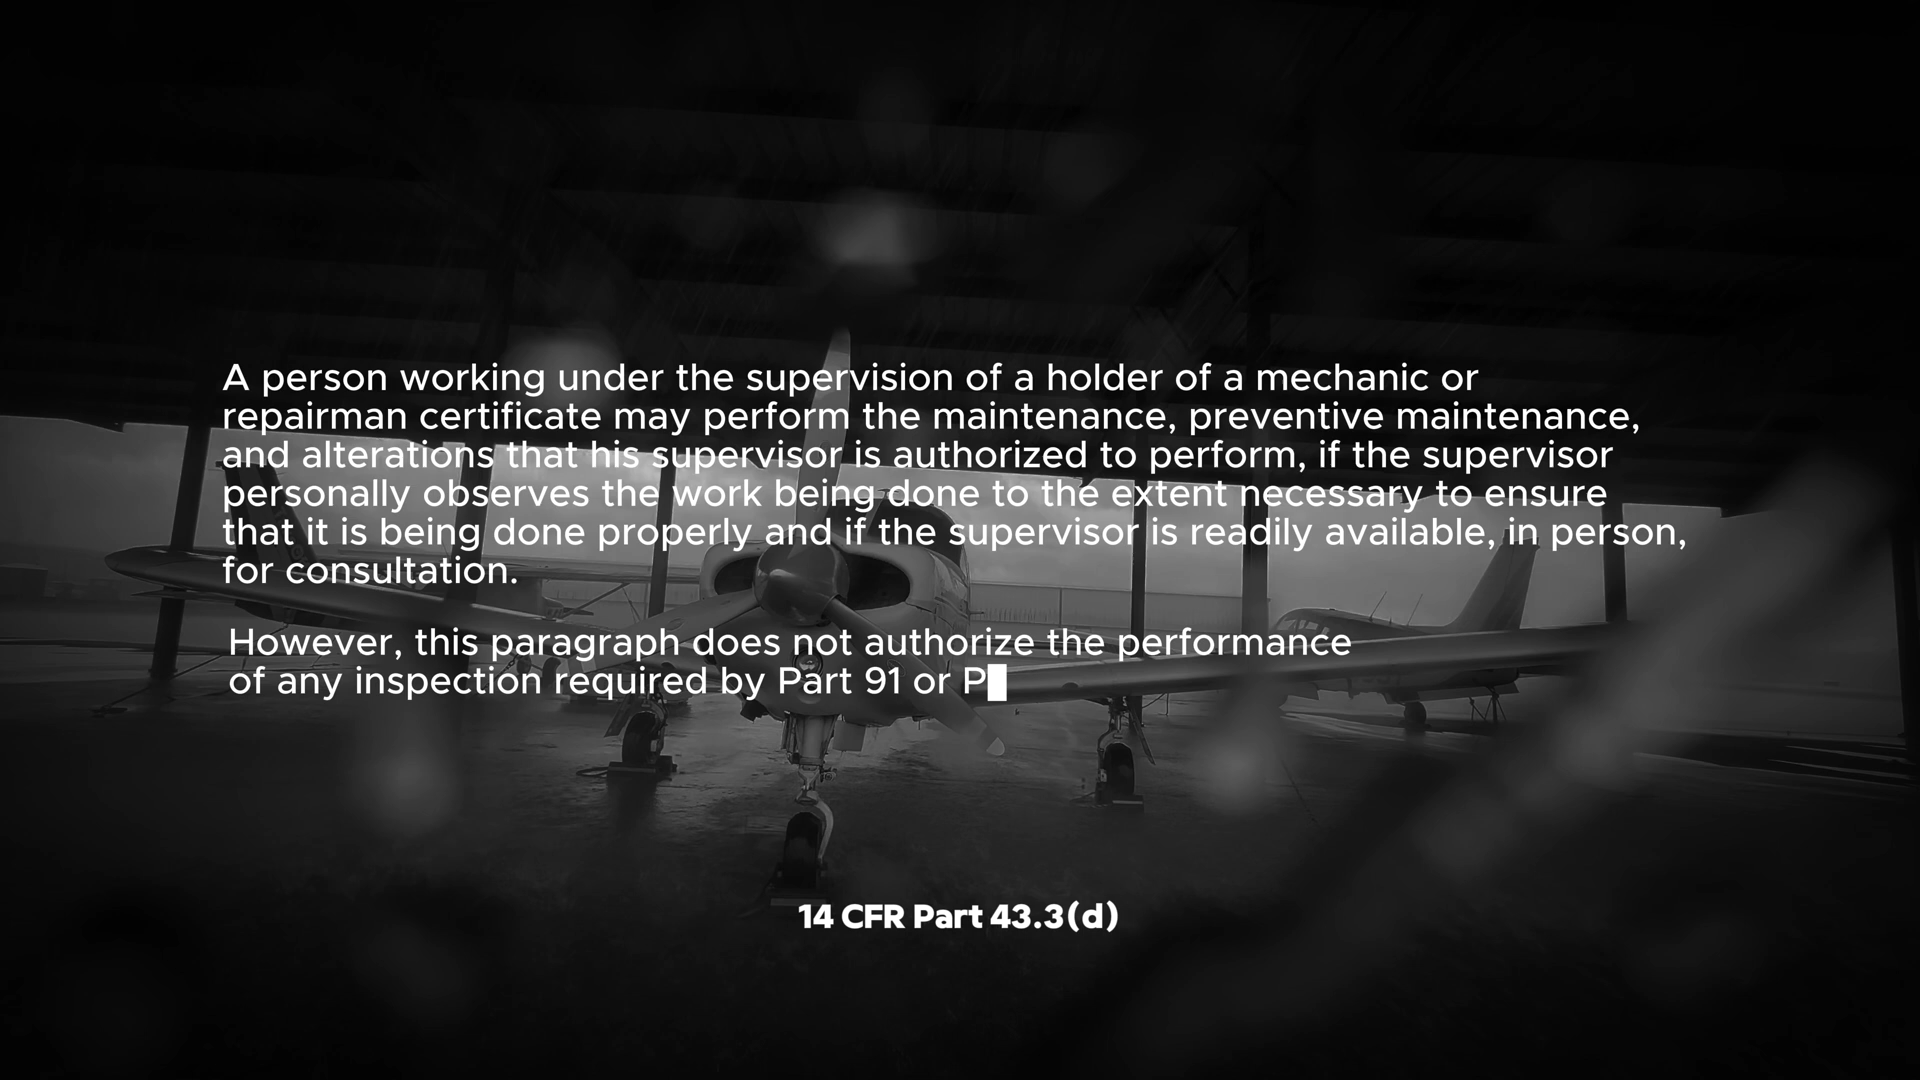 A person working under the supervision of a holder of a mechanic or
repairman certificate may perform the maintenance, preventive maintenance,
and alterations that his supervisor is authorized to perform, if the supervisor
personally observes the work being done to the extent necessary to ensure
that it is being done properly and if the supervisor is readily available, in person,
for consultation.
However, this paragraph does not authorize the performance
of any inspection required by Part 91 or P
14 CFR Part 43.3(d)